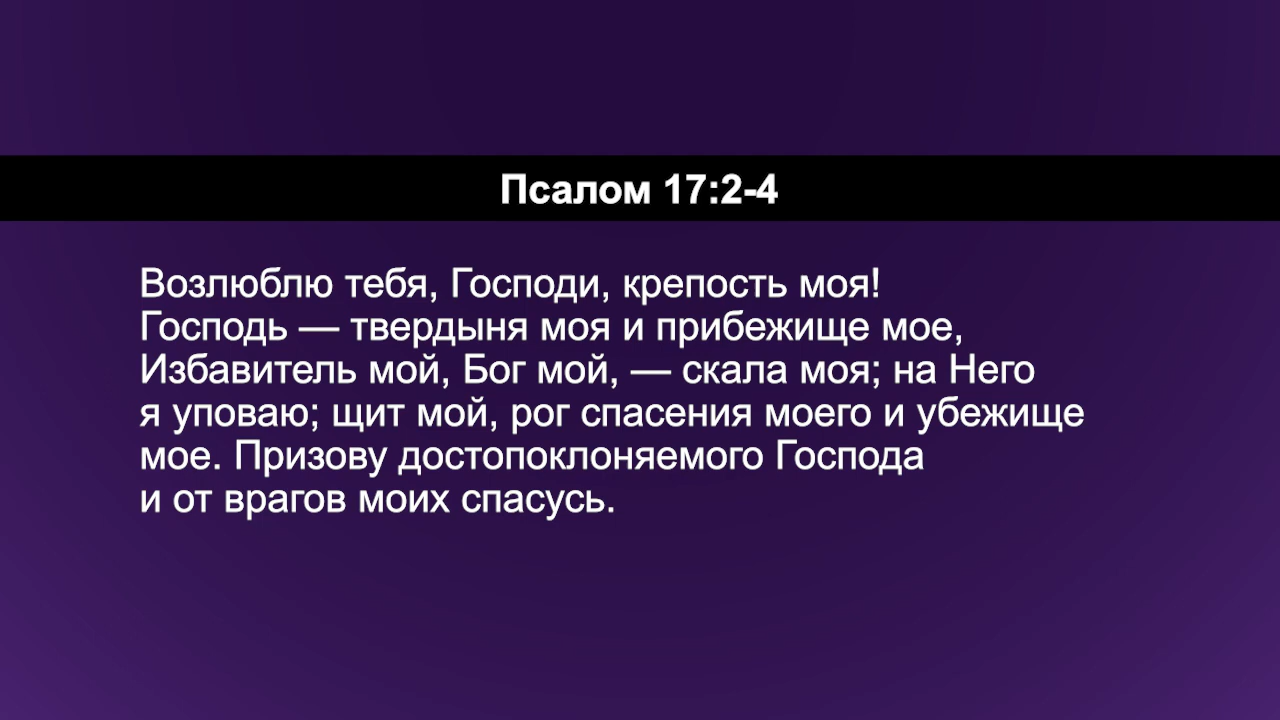 Псалом 17:2-4
Возлюблю тебя, Господи, крепость моя!
Господь — твердыня моя и прибежище мое,
Избавитель мой, Бог мой, — скала моя; на Него
я уповаю; щит мой, рог спасения моего и убежище
мое. Призову достопоклоняемого Господа
и от врагов моих спасусь.